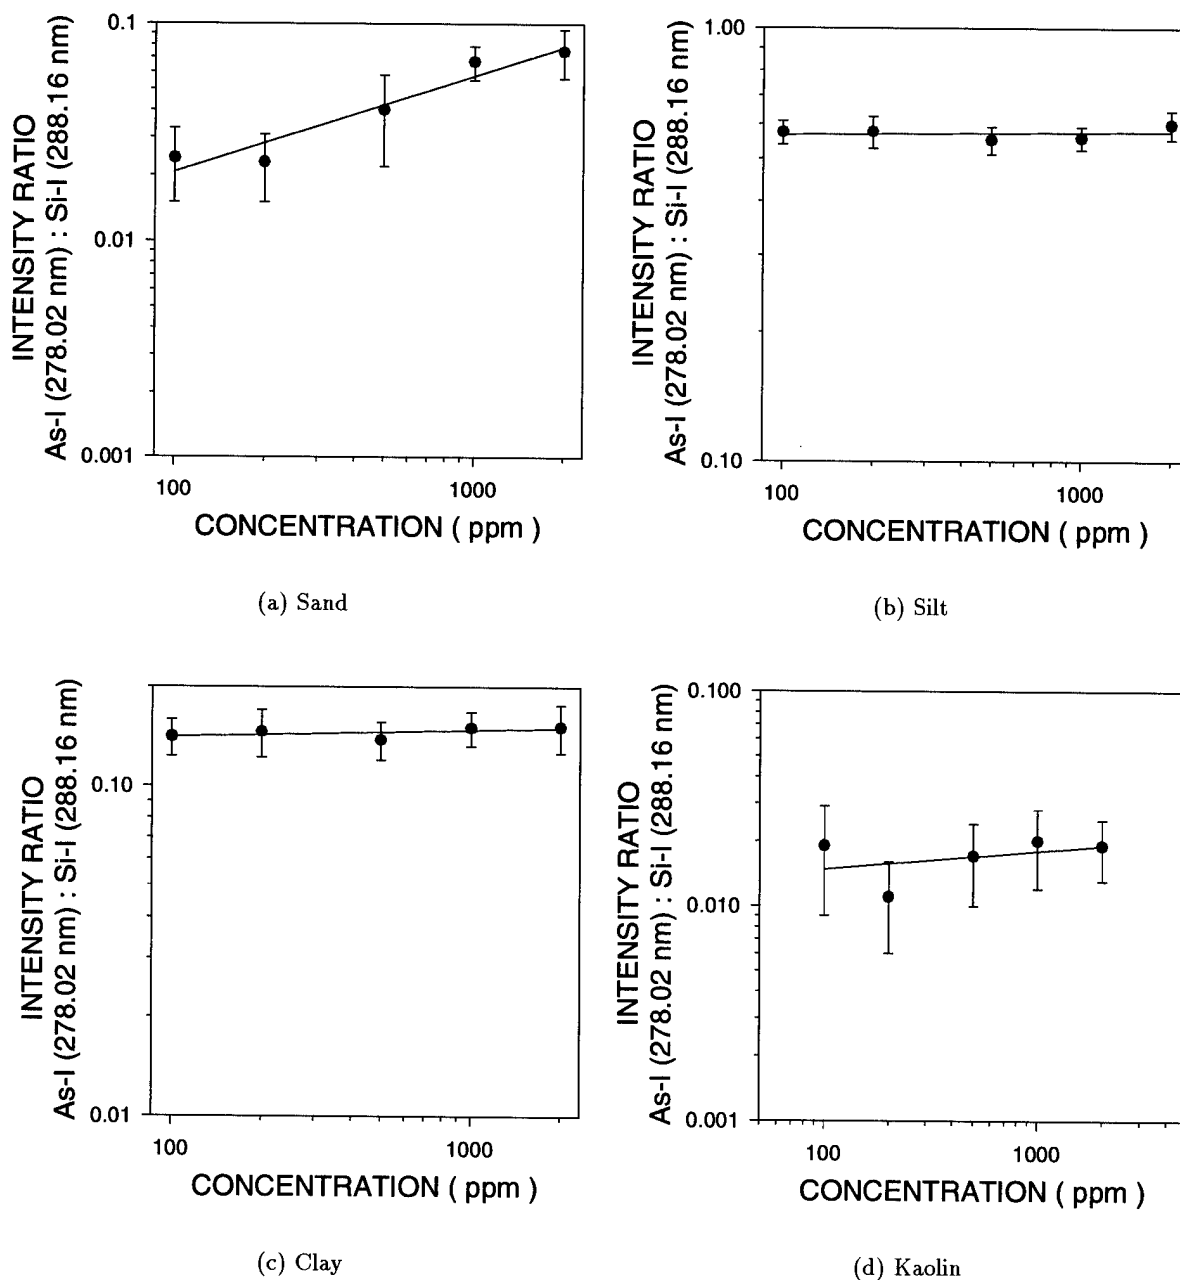 INTENSITY RATIO
As-I (278.02 nm) : Si-I (288.16 nm)
0.1
0.01
0.001
100
1000
CONCENTRATION ( ppm )
(a) Sand
INTENSITY RATIO
As-I (278.02 nm) : Si-I (288.16 nm)
1.00
0.10
100
1000
CONCENTRATION ( ppm )
(b) Silt
INTENSITY RATIO
As-I (278.02 nm) : Si-I (288.16 nm)
0.10
0.01
100
1000
CONCENTRATION ( ppm )
(c) Clay
INTENSITY RATIO
As-I (278.02 nm) : Si-I (288.16 nm)
0.100
0.010
0.001
100
1000
CONCENTRATION ( ppm )
(d) Kaolin